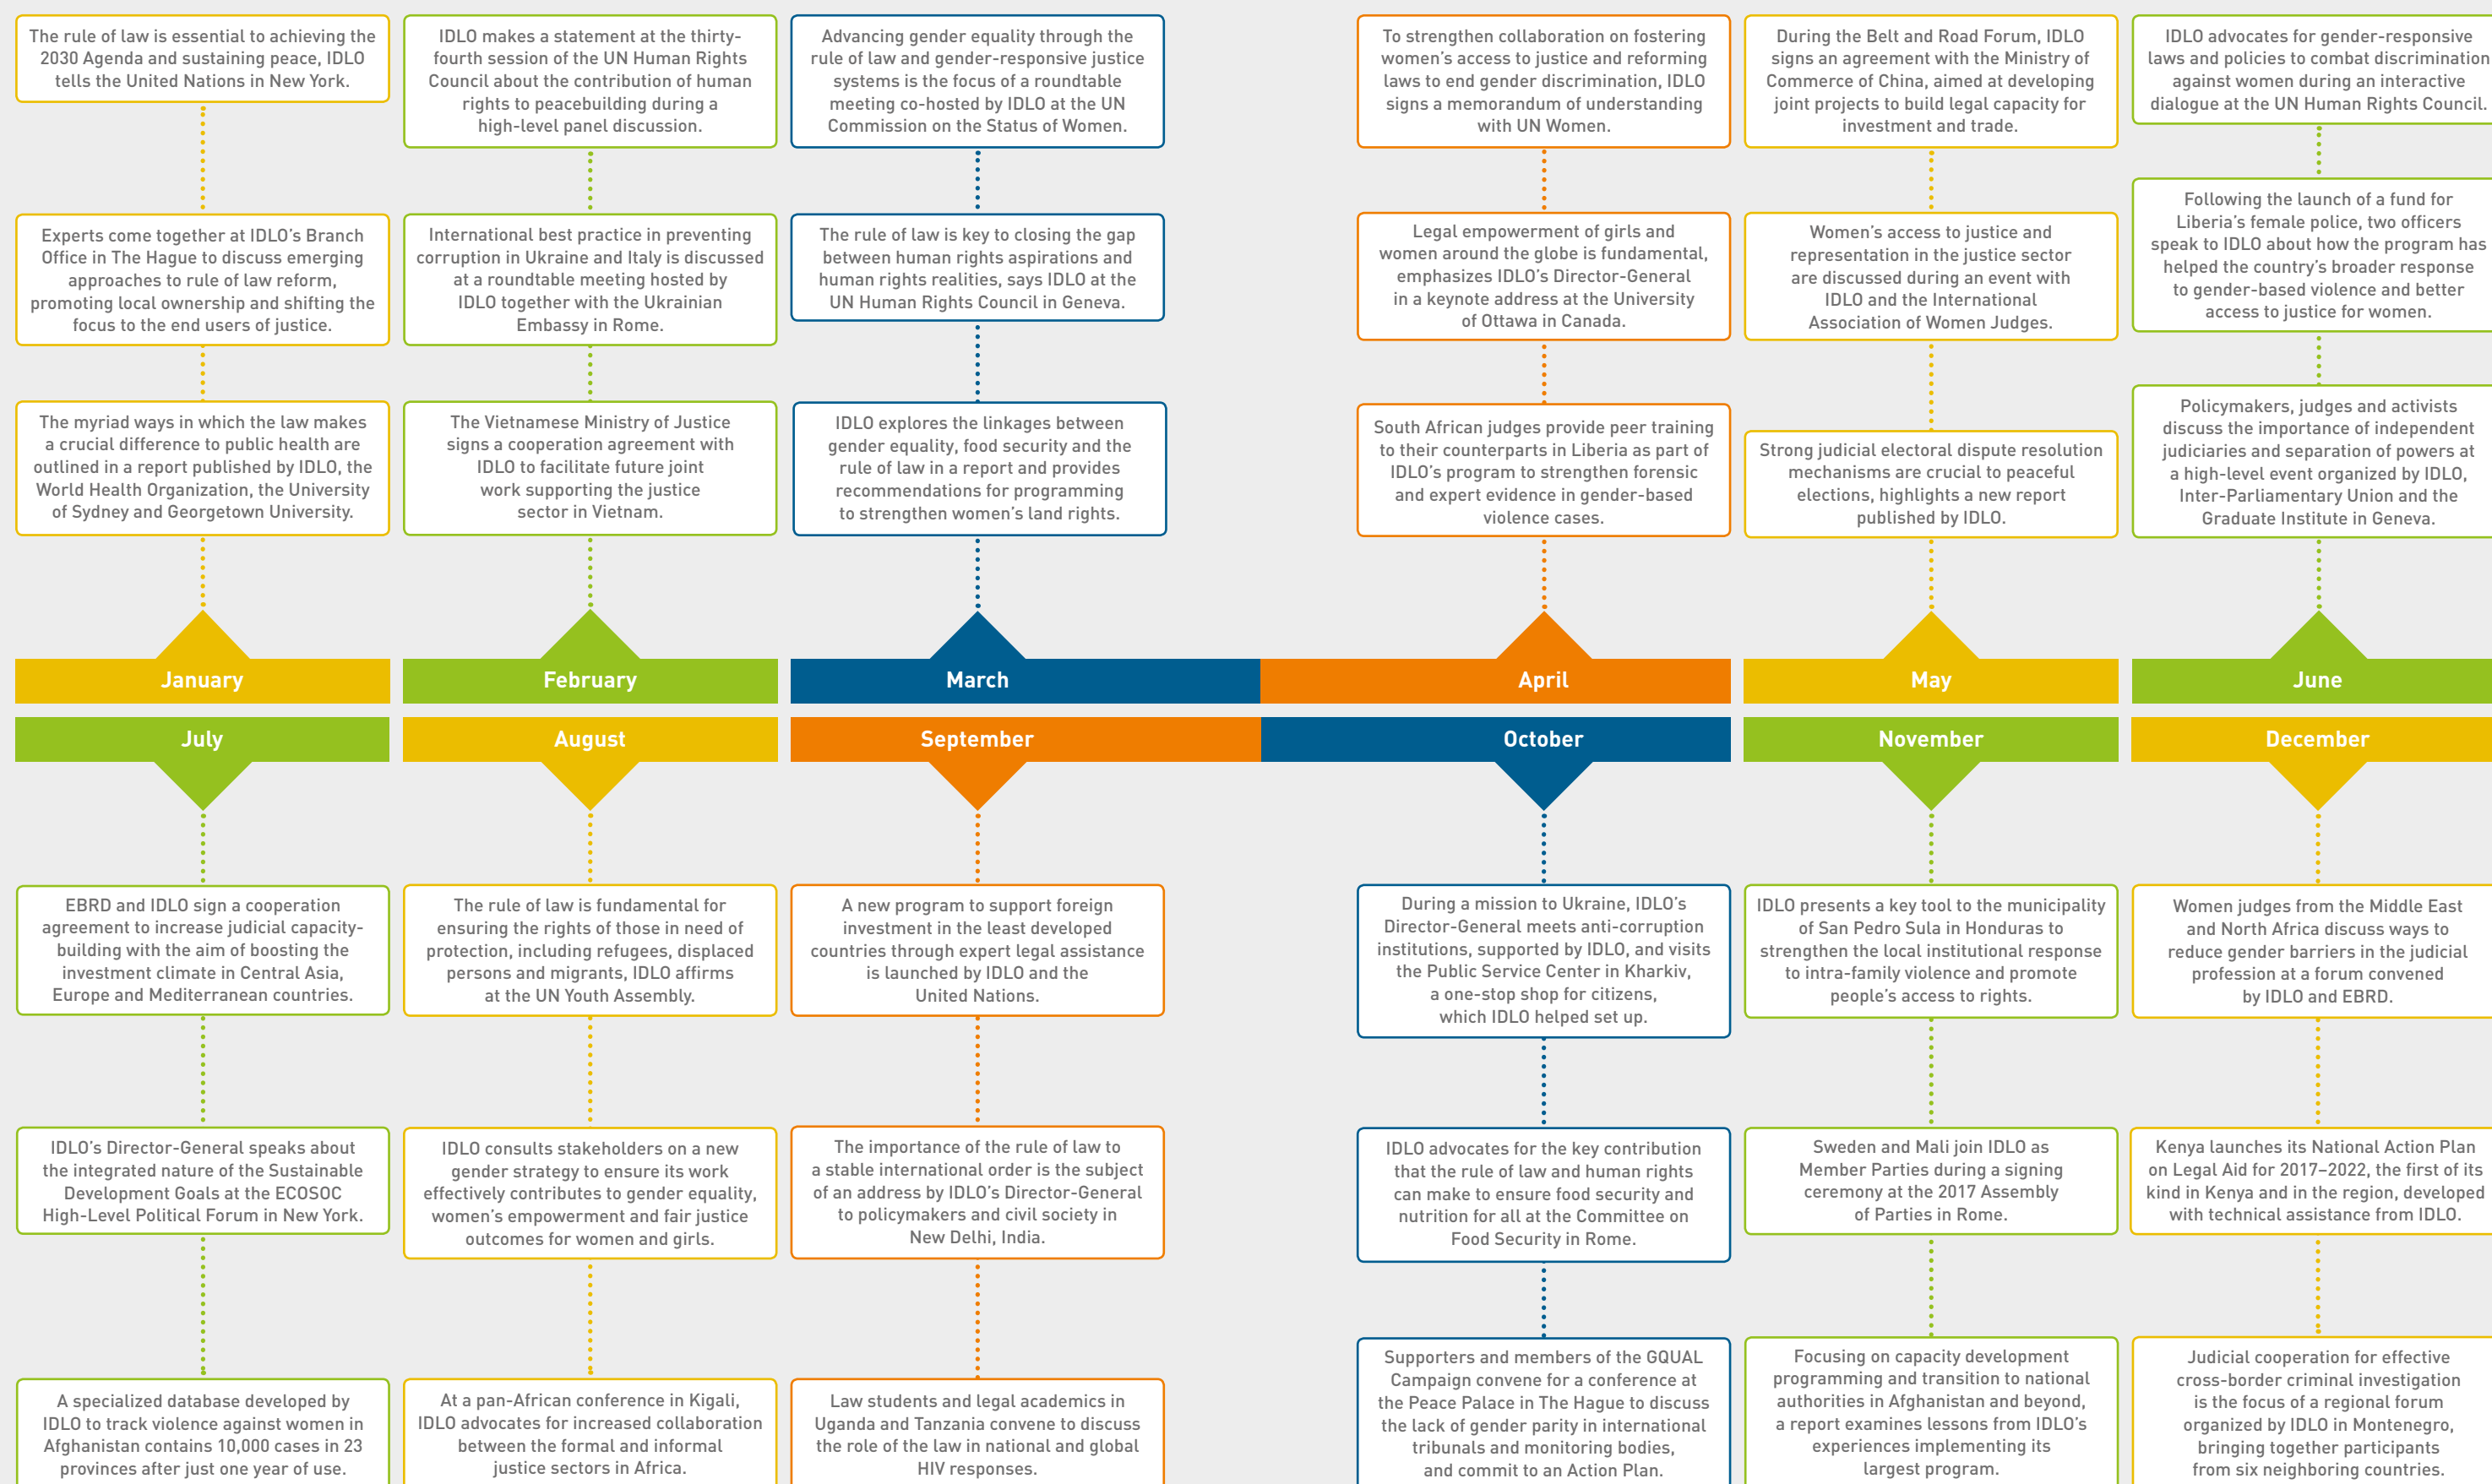 The rule of law is essential to achieving the
2030 Agenda and sustaining peace, IDLO
tells the United Nations in New York.
Experts come together at IDLO's Branch
Office in The Hague to discuss emerging
approaches to rule of law reform,
promoting local ownership and shifting the
focus to the end users of justice.
The myriad ways in which the law makes
a crucial difference to public health are
outlined in a report published by IDLO, the
World Health Organization, the University
of Sydney and Georgetown University.
January
IDLO makes a statement at the thirty-
fourth session of the UN Human Rights
Council about the contribution of human
rights to peacebuilding during a
high-level panel discussion.
International best practice in preventing
corruption in Ukraine and Italy is discussed
at a roundtable meeting hosted by
IDLO together with the Ukrainian
Embassy in Rome.
The Vietnamese Ministry of Justice
signs a cooperation agreement with
IDLO to facilitate future joint
work supporting the justice
sector in Vietnam.
February
Advancing gender equality through the
rule of law and gender-responsive justice
systems is the focus of a roundtable
meeting co-hosted by IDLO at the UN
Commission on the Status of Women.
The rule of law is key to closing the gap
between human rights aspirations and
human rights realities, says IDLO at the
UN Human Rights Council in Geneva.
IDLO explores the linkages between
gender equality, food security and the
rule of law in a report and provides
recommendations for programming
to strengthen women's land rights.
March
To strengthen collaboration on fostering
women's access to justice and reforming
laws to end gender discrimination, IDLO
signs a memorandum of understanding
with UN Women.
Legal empowerment of girls and
women around the globe is fundamental,
emphasizes IDLO's Director-General
in a keynote address at the University
of Ottawa in Canada.
South African judges provide peer training
to their counterparts in Liberia as part of
IDLO's program to strengthen forensic
and expert evidence in gender-based
violence cases.
April
During the Belt and Road Forum, IDLO
signs an agreement with the Ministry of
Commerce of China, aimed at developing
joint projects to build legal capacity for
investment and trade.
Women's access to justice and
representation in the justice sector
are discussed during an event with
IDLO and the International
Association of Women Judges.
Strong judicial electoral dispute resolution
mechanisms are crucial to peaceful
elections, highlights a new report
published by IDLO.
May
IDLO advocates for gender-responsive
laws and policies to combat discrimination
against women during an interactive
dialogue at the UN Human Rights Council.
Following the launch of a fund for
Liberia's female police, two officers
speak to IDLO about how the program has
helped the country's broader response
to gender-based violence and better
access to justice for women.
Policymakers, judges and activists
discuss the importance of independent
judiciaries and separation of powers at
a high-level event organized by IDLO,
Inter-Parliamentary Union and the
Graduate Institute in Geneva.
June
July
EBRD and IDLO sign a cooperation
agreement to increase judicial capacity-
building with the aim of boosting the
investment climate in Central Asia,
Europe and Mediterranean countries.
IDLO's Director-General speaks about
the integrated nature of the Sustainable
Development Goals at the ECOSOC
High-Level Political Forum in New York.
A specialized database developed by
IDLO to track violence against women in
Afghanistan contains 10,000 cases in 23
provinces after just one year of use.
August
The rule of law is fundamental for
ensuring the rights of those in need of
protection, including refugees, displaced
persons and migrants, IDLO affirms
at the UN Youth Assembly.
IDLO consults stakeholders on a new
gender strategy to ensure its work
effectively contributes to gender equality,
women's empowerment and fair justice
outcomes for women and girls.
At a pan-African conference in Kigali,
IDLO advocates for increased collaboration
between the formal and informal
justice sectors in Africa.
September
A new program to support foreign
investment in the least developed
countries through expert legal assistance
is launched by IDLO and the
United Nations.
The importance of the rule of law to
a stable international order is the subject
of an address by IDLO's Director-General
to policymakers and civil society in
New Delhi, India.
Law students and legal academics in
Uganda and Tanzania convene to discuss
the role of the law in national and global
HIV responses.
October
During a mission to Ukraine, IDLO's
Director-General meets anti-corruption
institutions, supported by IDLO, and visits
the Public Service Center in Kharkiv,
a one-stop shop for citizens,
which IDLO helped set up.
IDLO advocates for the key contribution
that the rule of law and human rights
can make to ensure food security and
nutrition for all at the Committee on
Food Security in Rome.
Supporters and members of the GQUAL
Campaign convene for a conference at
the Peace Palace in The Hague to discuss
the lack of gender parity in international
tribunals and monitoring bodies,
and commit to an Action Plan.
November
IDLO presents a key tool to the municipality
of San Pedro Sula in Honduras to
strengthen the local institutional response
to intra-family violence and promote
people's access to rights.
Sweden and Mali join IDLO as
Member Parties during a signing
ceremony at the 2017 Assembly
of Parties in Rome.
Focusing on capacity development
programming and transition to national
authorities in Afghanistan and beyond,
a report examines lessons from IDLO's
experiences implementing its
largest program.
December
Women judges from the Middle East
and North Africa discuss ways to
reduce gender barriers in the judicial
profession at a forum convened
by IDLO and EBRD.
Kenya launches its National Action Plan
on Legal Aid for 2017–2022, the first of its
kind in Kenya and in the region, developed
with technical assistance from IDLO.
Judicial cooperation for effective
cross-border criminal investigation
is the focus of a regional forum
organized by IDLO in Montenegro,
bringing together participants
from six neighboring countries.